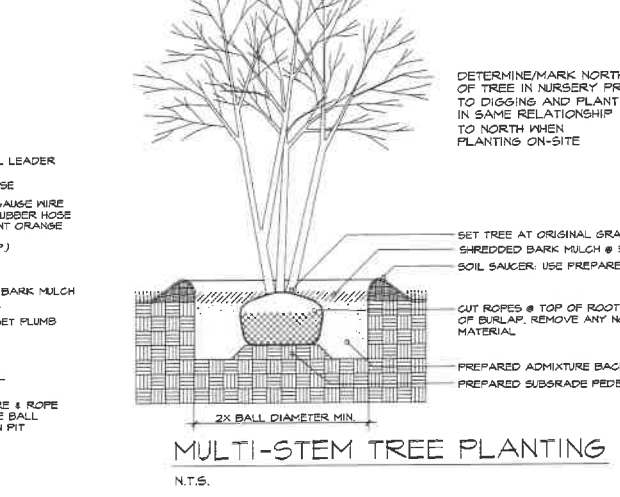 L LEADER
SE
GAUGE WIRE
UBBER HOSE
NT ORANGE
P)
BARK MULCH
SET PLUMB
RE & ROPE
E BALL
N PIT
DETERMINE/MARK NORTH
OF TREE IN NURSERY PR
TO DIGGING AND PLANT
IN SAME RELATIONSHIP
TO NORTH WHEN
PLANTING ON-SITE
SET TREE AT ORIGINAL GRA
SHREDDED BARK MULCH @
SOIL SAUCER: USE PREPARE
CUT ROPES @ TOP OF ROOT
OF BURLAP. REMOVE ANY NO
MATERIAL
PREPARED ADMIXTURE BAC
PREPARED SUBGRADE PEDE
2X BALL DIAMETER MIN.
MULTI-STEM TREE PLANTING
N.T.S.